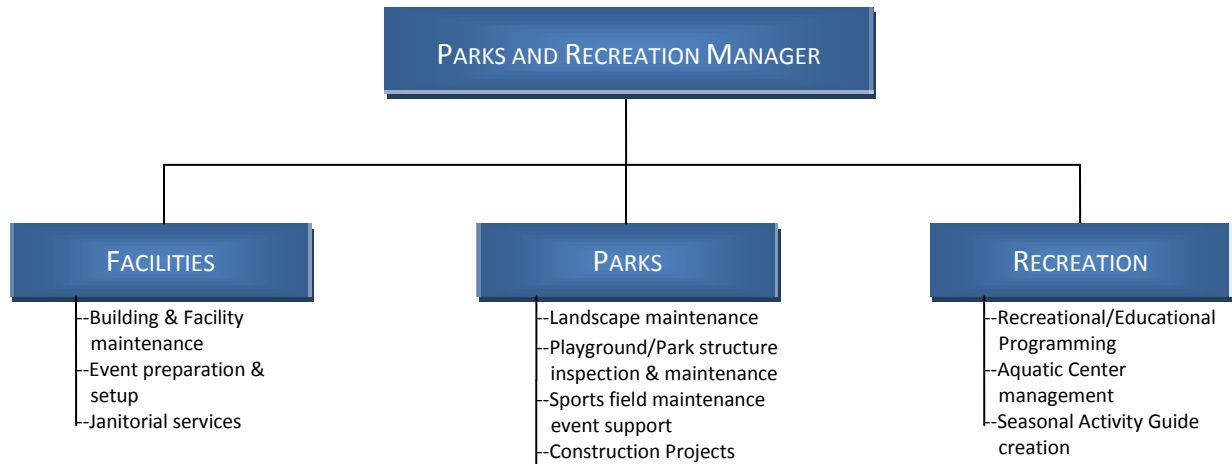 PARKS AND RECREATION MANAGER
FACILITIES
--Building & Facility
maintenance
--Event preparation &
setup
--Janitorial services
PARKS
--Landscape maintenance
--Playground/Park structure
inspection & maintenance
--Sports field maintenance
event support
--Construction Projects
RECREATION
--Recreational/Educational
Programming
--Aquatic Center
management
--Seasonal Activity Guide
creation